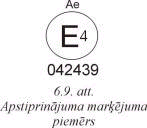 Ae
E4
042439
6.9. att.
Apstiprinājuma marķējuma
piemērs